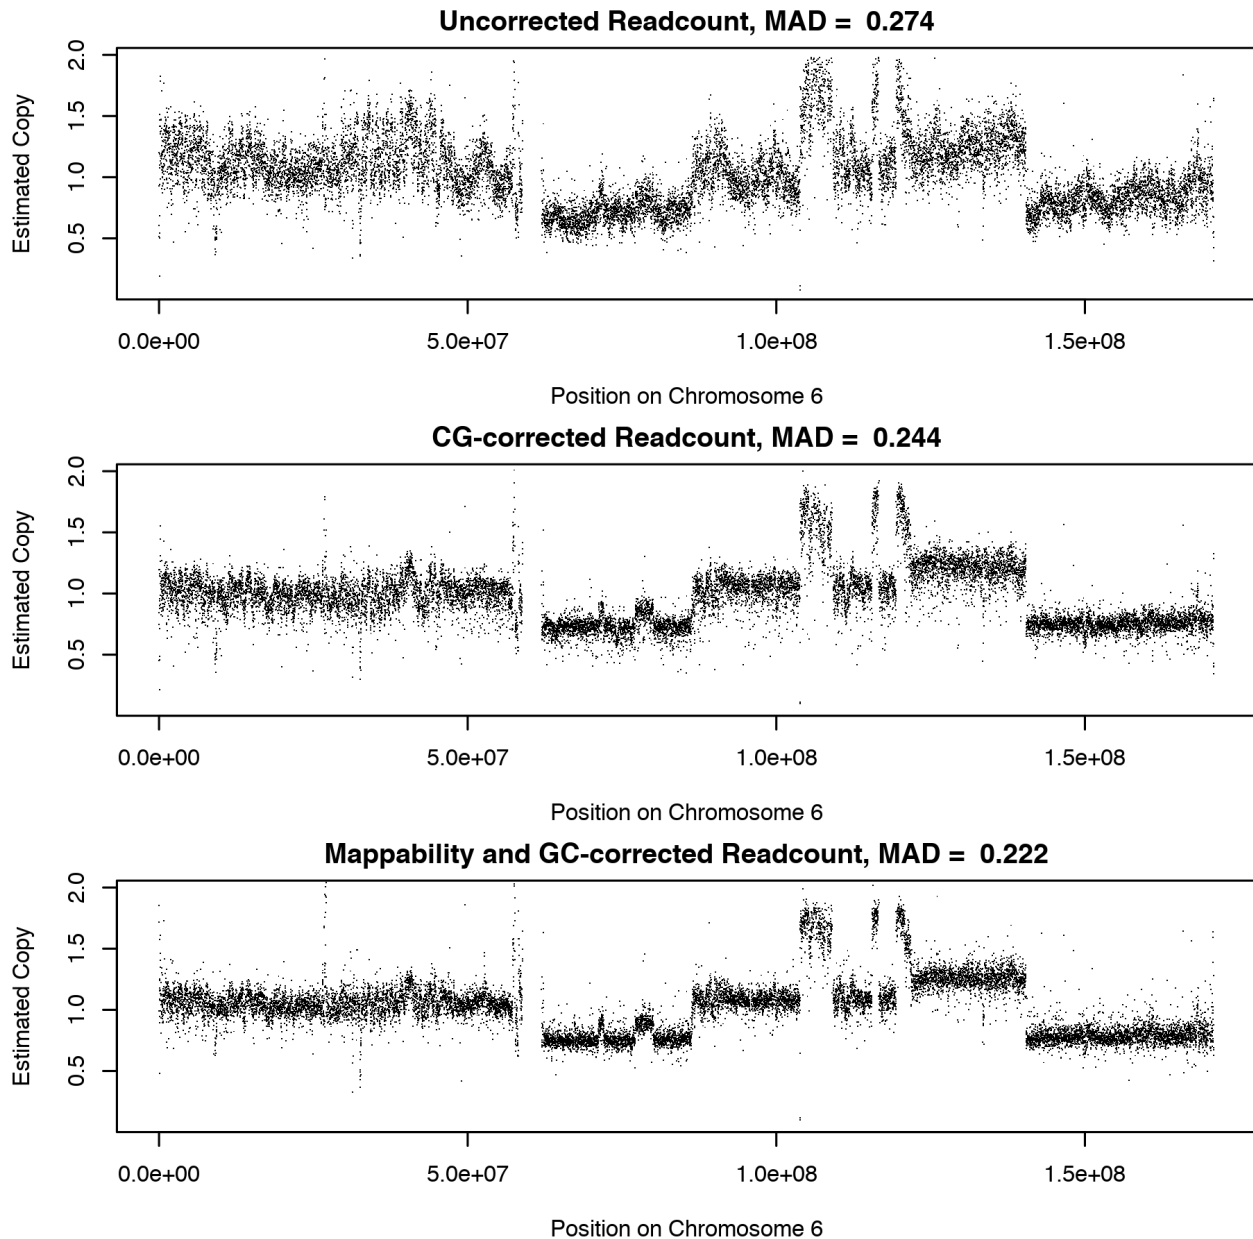 Uncorrected Readcount, MAD =  0.274
Estimated Copy
2.0
1.5
1.0
0.5
0.0e+00 5.0e+07 1.0e+08 1.5e+08
Position on Chromosome 6
CG-corrected Readcount, MAD =  0.244
Estimated Copy
2.0
1.5
1.0
0.5
0.0e+00 5.0e+07 1.0e+08 1.5e+08
Position on Chromosome 6
Mappability and GC-corrected Readcount, MAD =  0.222
Estimated Copy
2.0
1.5
1.0
0.5
0.0e+00 5.0e+07 1.0e+08 1.5e+08
Position on Chromosome 6